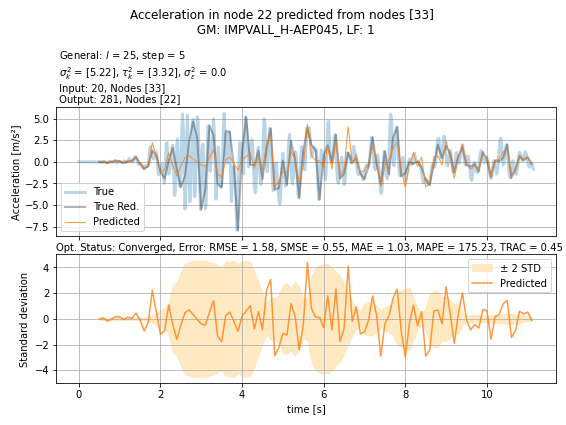 Acceleration in node 22 predicted from nodes [33]
GM: IMPVALL_H-AEP045, LF: 1
General: l = 25, step = 5
σ²ₖ = [5.22], τ²ₖ = [3.32], σ²ₑ = 0.0
Input: 20, Nodes [33]
Output: 281, Nodes [22]
Acceleration [m/s²]
5.0
2.5
0.0
−2.5
−5.0
−7.5
True
True Red.
Predicted
Opt. Status: Converged, Error: RMSE = 1.58, SMSE = 0.55, MAE = 1.03, MAPE = 175.23, TRAC = 0.45
Standard deviation
4
2
0
−2
−4
± 2 STD
Predicted
0
2
4
6
8
10
time [s]